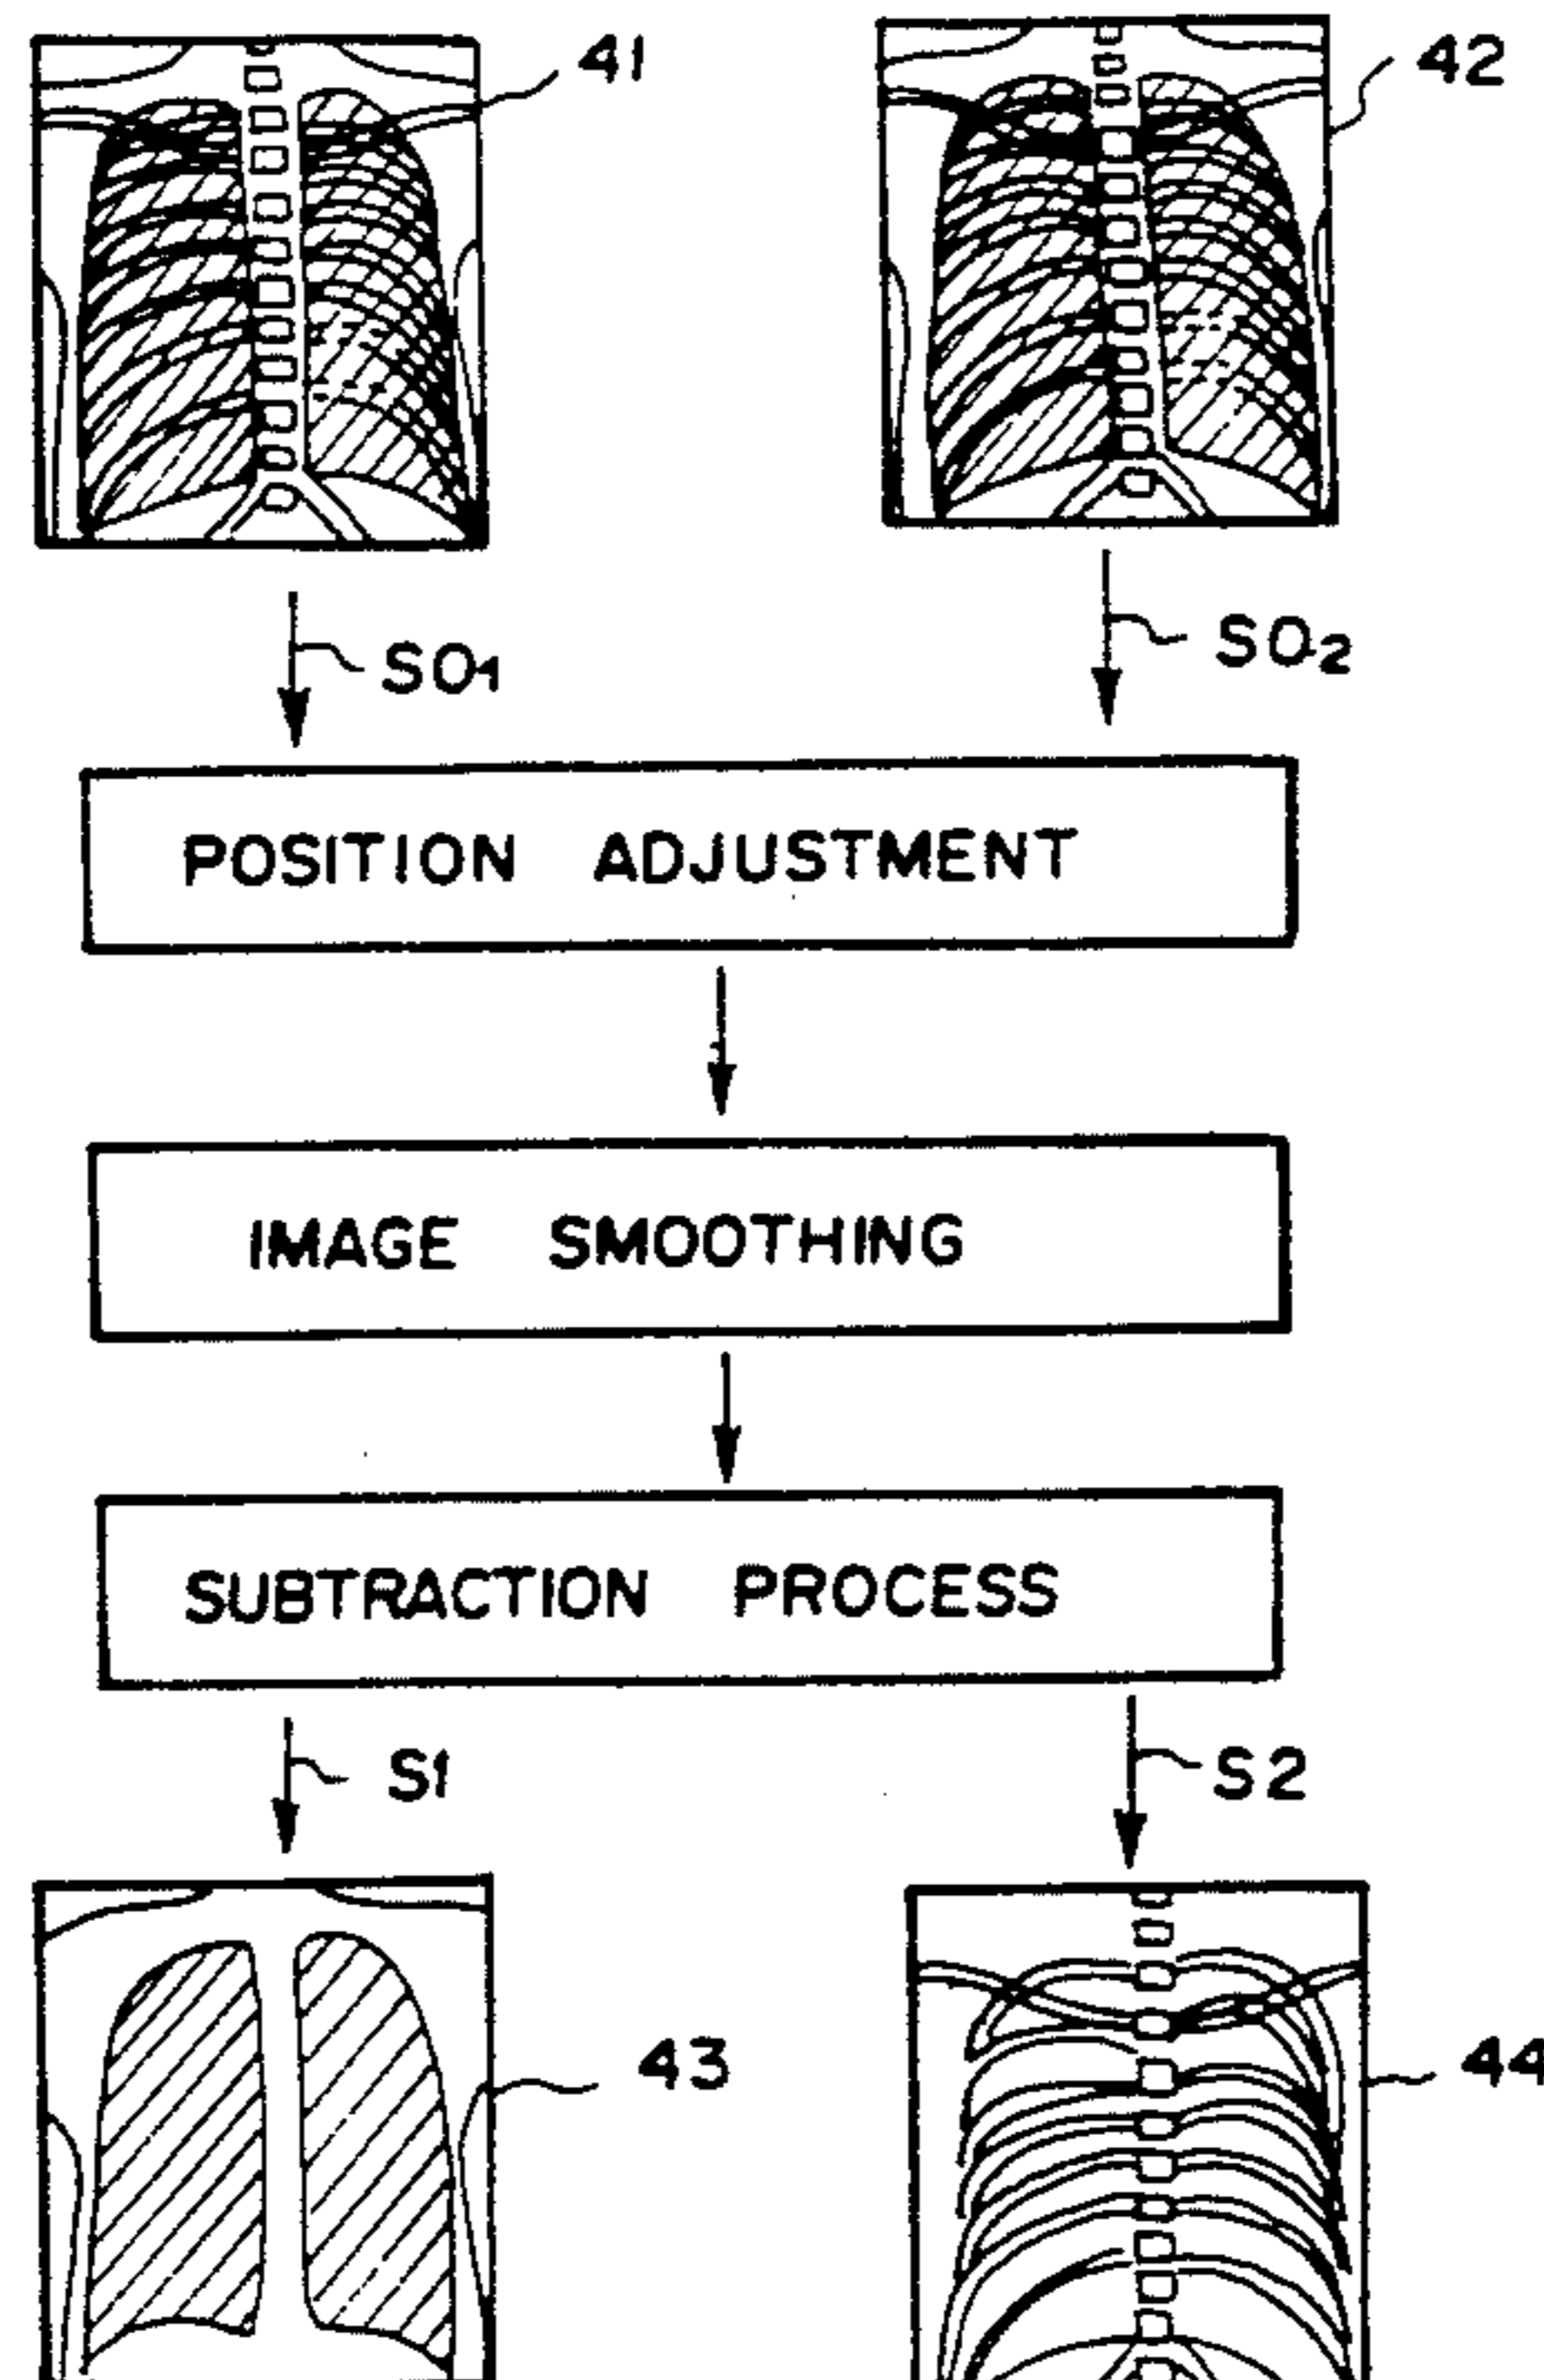 41
42
SO1
SO2
POSITION ADJUSTMENT
IMAGE SMOOTHING
SUBTRACTION PROCESS
S1
S2
43
44